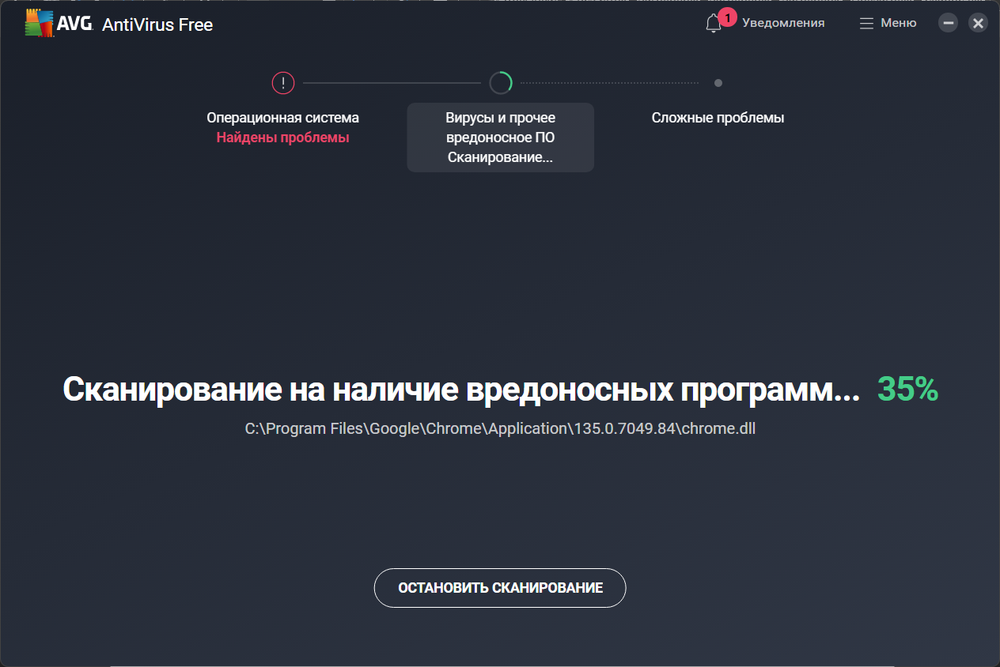 AVG AntiVirus Free
1 Уведомления
Меню
!
Операционная система
Найдены проблемы
Вирусы и прочее
вредоносное ПО
Сканирование...
Сложные проблемы
Сканирование на наличие вредоносных программ... 35%
C:\Program Files\Google\Chrome\Application\135.0.7049.84\chrome.dll
ОСТАНОВИТЬ СКАНИРОВАНИЕ